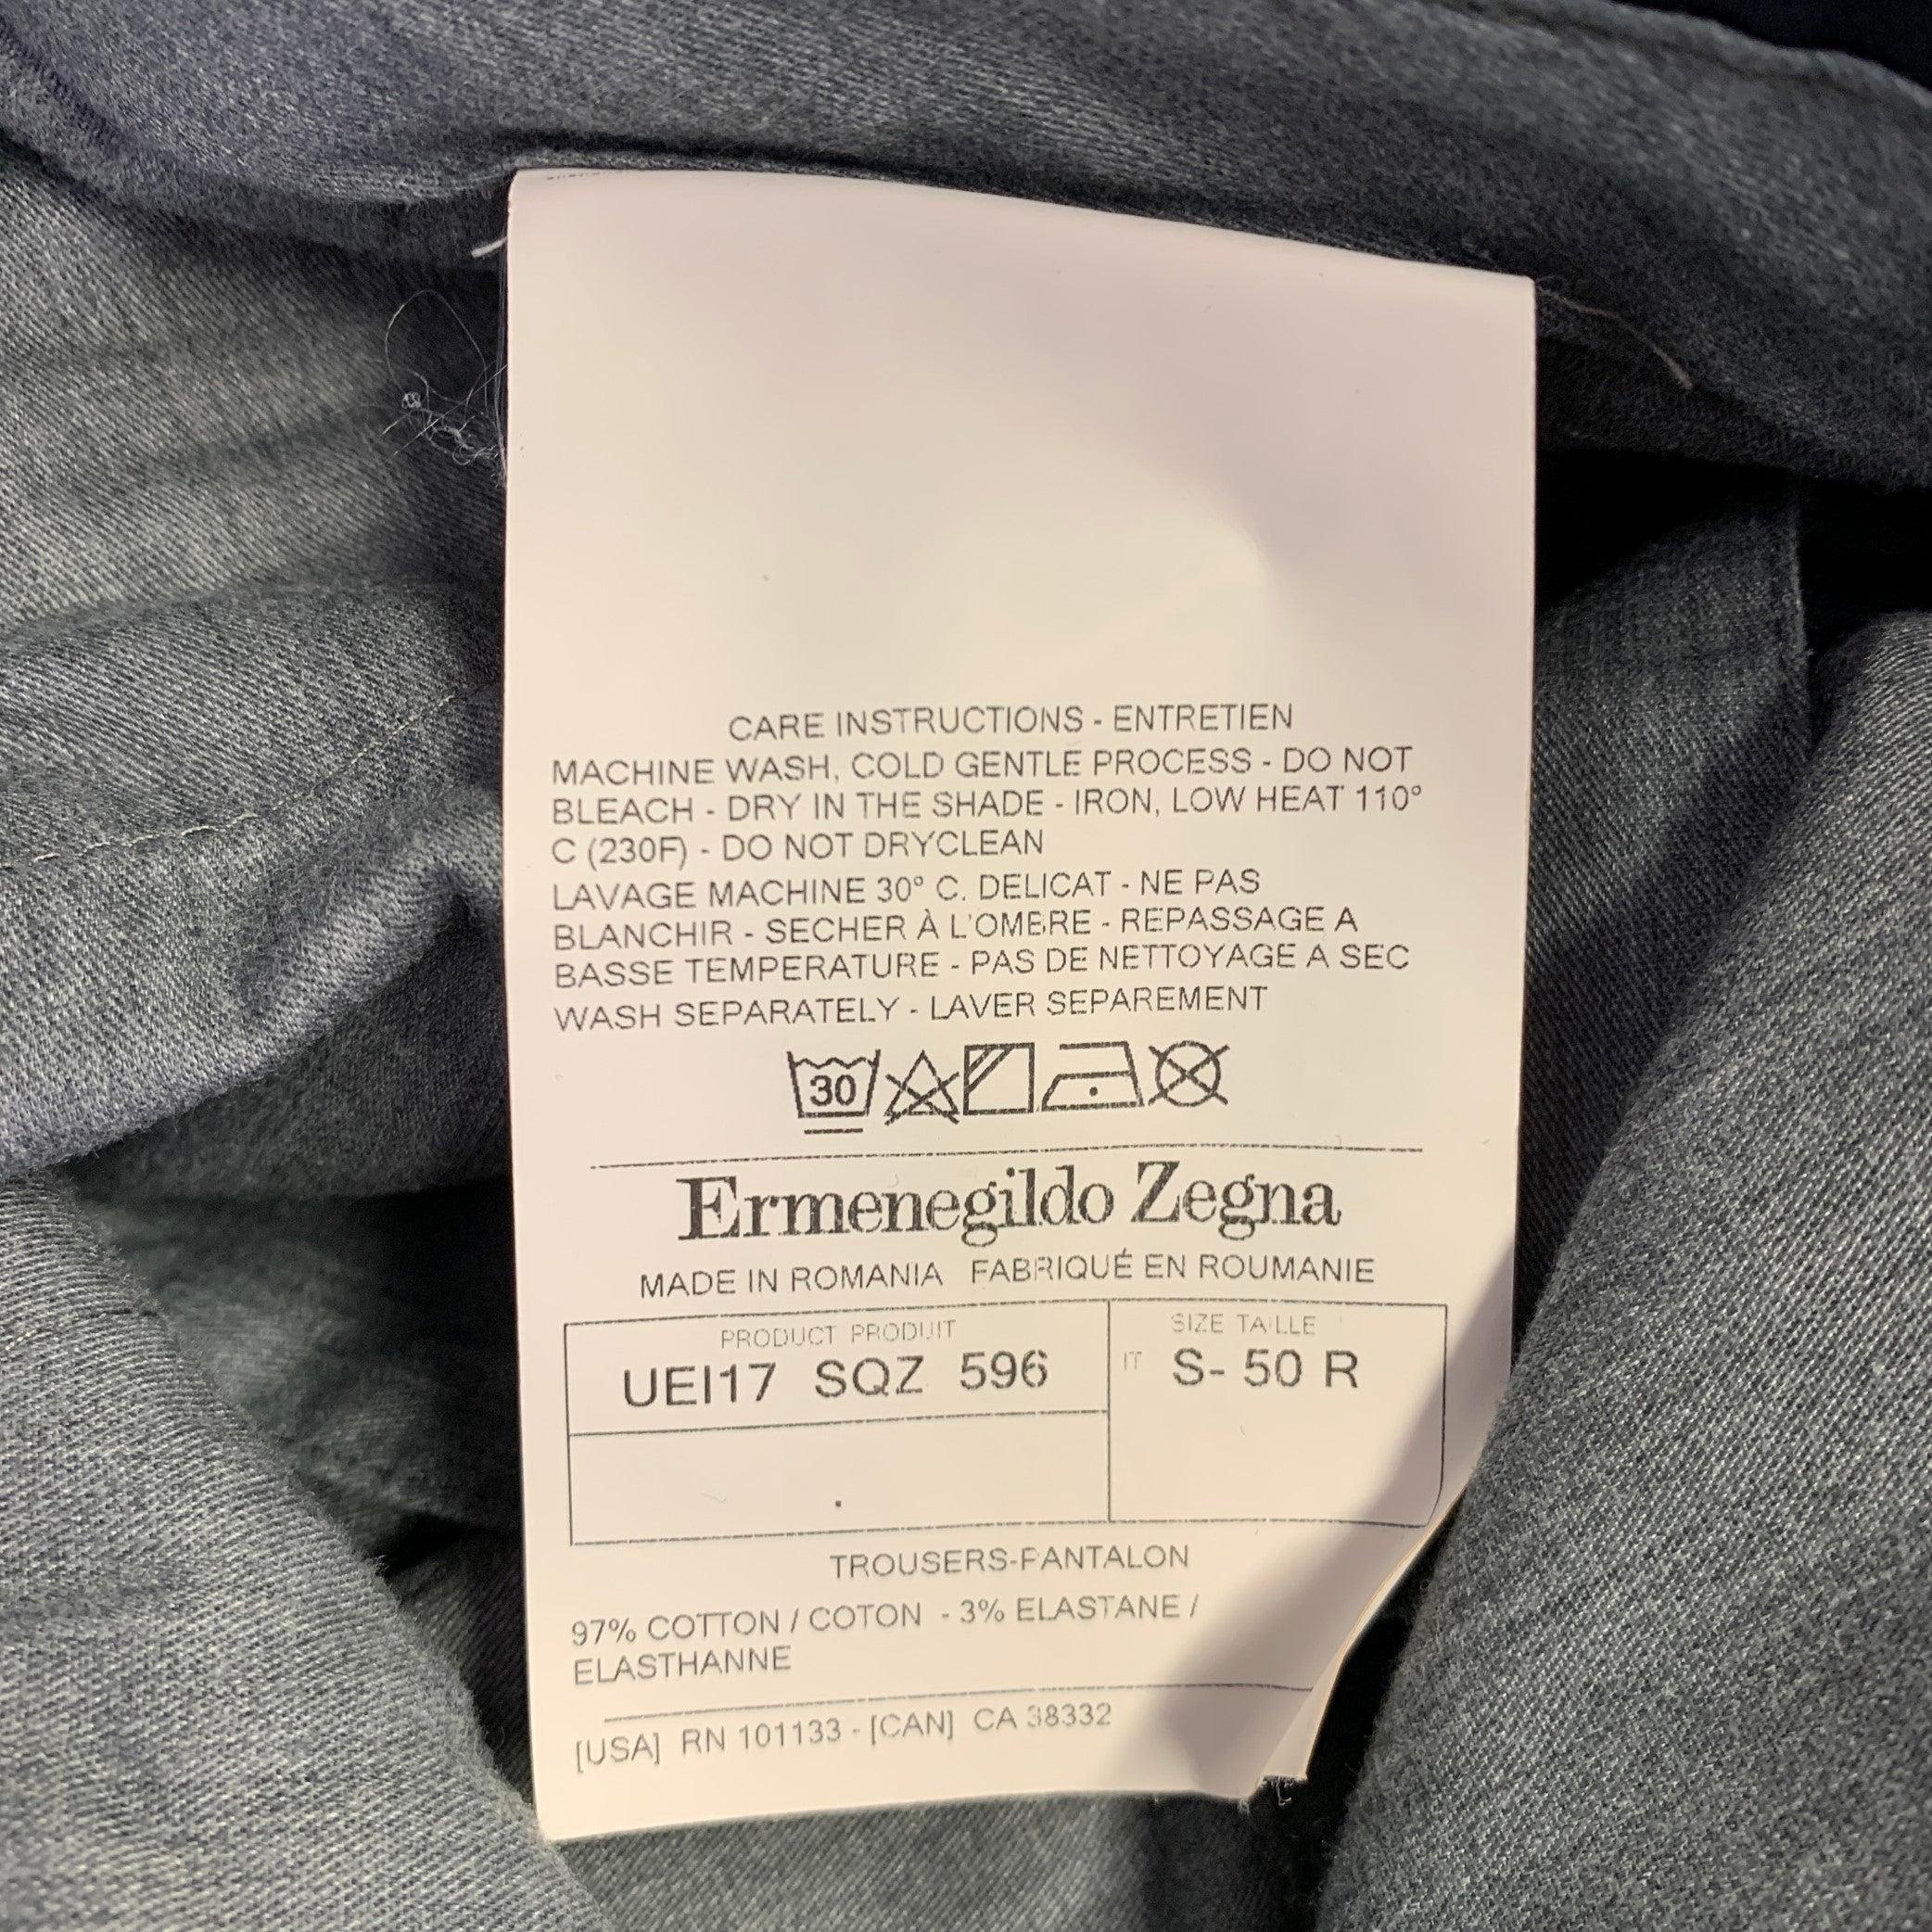 CARE INSTRUCTIONS - ENTRETIEN
MACHINE WASH, COLD GENTLE PROCESS - DO NOT
BLEACH - DRY IN THE SHADE - IRON, LOW HEAT 110°
C (230F) - DO NOT DRYCLEAN
LAVAGE MACHINE 30° C. DELICAT - NE PAS
BLANCHIR - SECHER À L'OMBRE - REPASSAGE A
BASSE TEMPERATURE - PAS DE NETTOYAGE A SEC
WASH SEPARATELY - LAVER SEPAREMENT
30
Ermenegildo Zegna
MADE IN ROMANIA FABRIQUÉ EN ROUMANIE
PRODUCT PRODUIT
SIZE TAILLE
UEI17 SQZ 596
IT S- 50 R
TROUSERS-PANTALON
97% COTTON / COTON - 3% ELASTANE /
ELASTHANNE
[USA] RN 101133 - [CAN] CA 38332